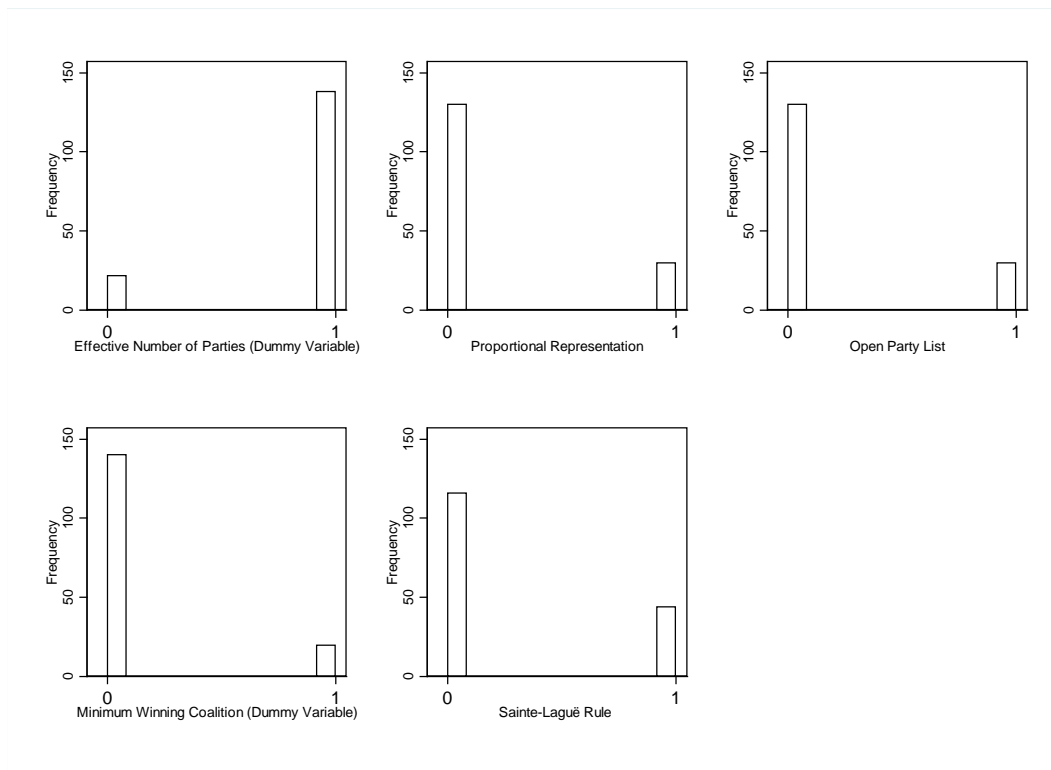 150
100
50
0
Frequency
0 1
Effective Number of Parties (Dummy Variable)
150
100
50
0
Frequency
0 1
Proportional Representation
150
100
50
0
Frequency
0 1
Open Party List
150
100
50
0
Frequency
0 1
Minimum Winning Coalition (Dummy Variable)
150
100
50
0
Frequency
0 1
Sainte-Laguë Rule